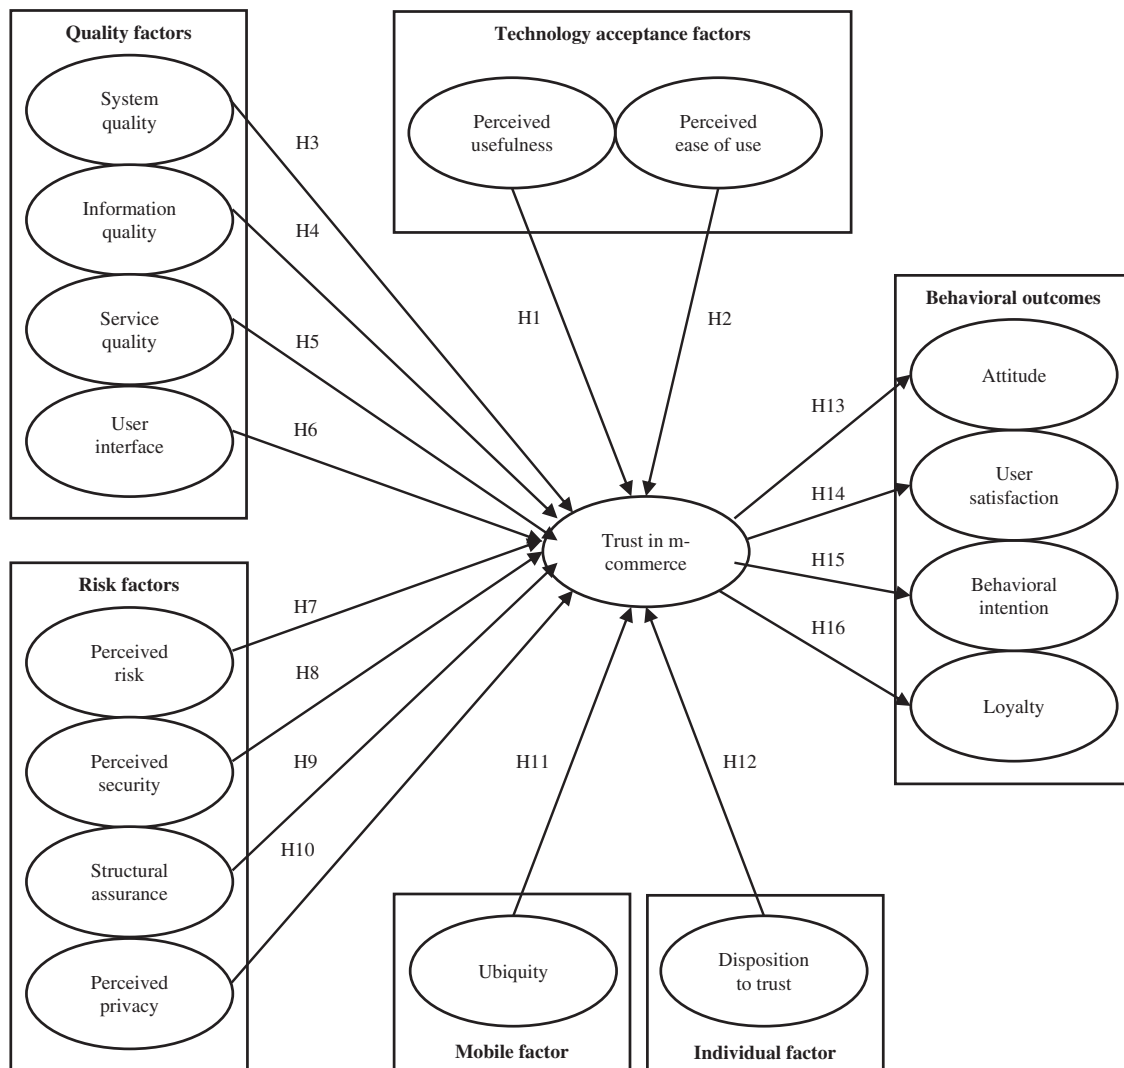 Quality factors
System
quality
Information
quality
Service
quality
User
interface
H3
H4
H5
H6
Technology acceptance factors
Perceived
usefulness
Perceived
ease of use
H1
H2
Behavioral outcomes
Attitude
User
satisfaction
Behavioral
intention
Loyalty
H13
H14
H15
H16
Trust in m-
commerce
Risk factors
Perceived
risk
Perceived
security
Structural
assurance
Perceived
privacy
H7
H8
H9
H10
H11
H12
Ubiquity
Mobile factor
Disposition
to trust
Individual factor